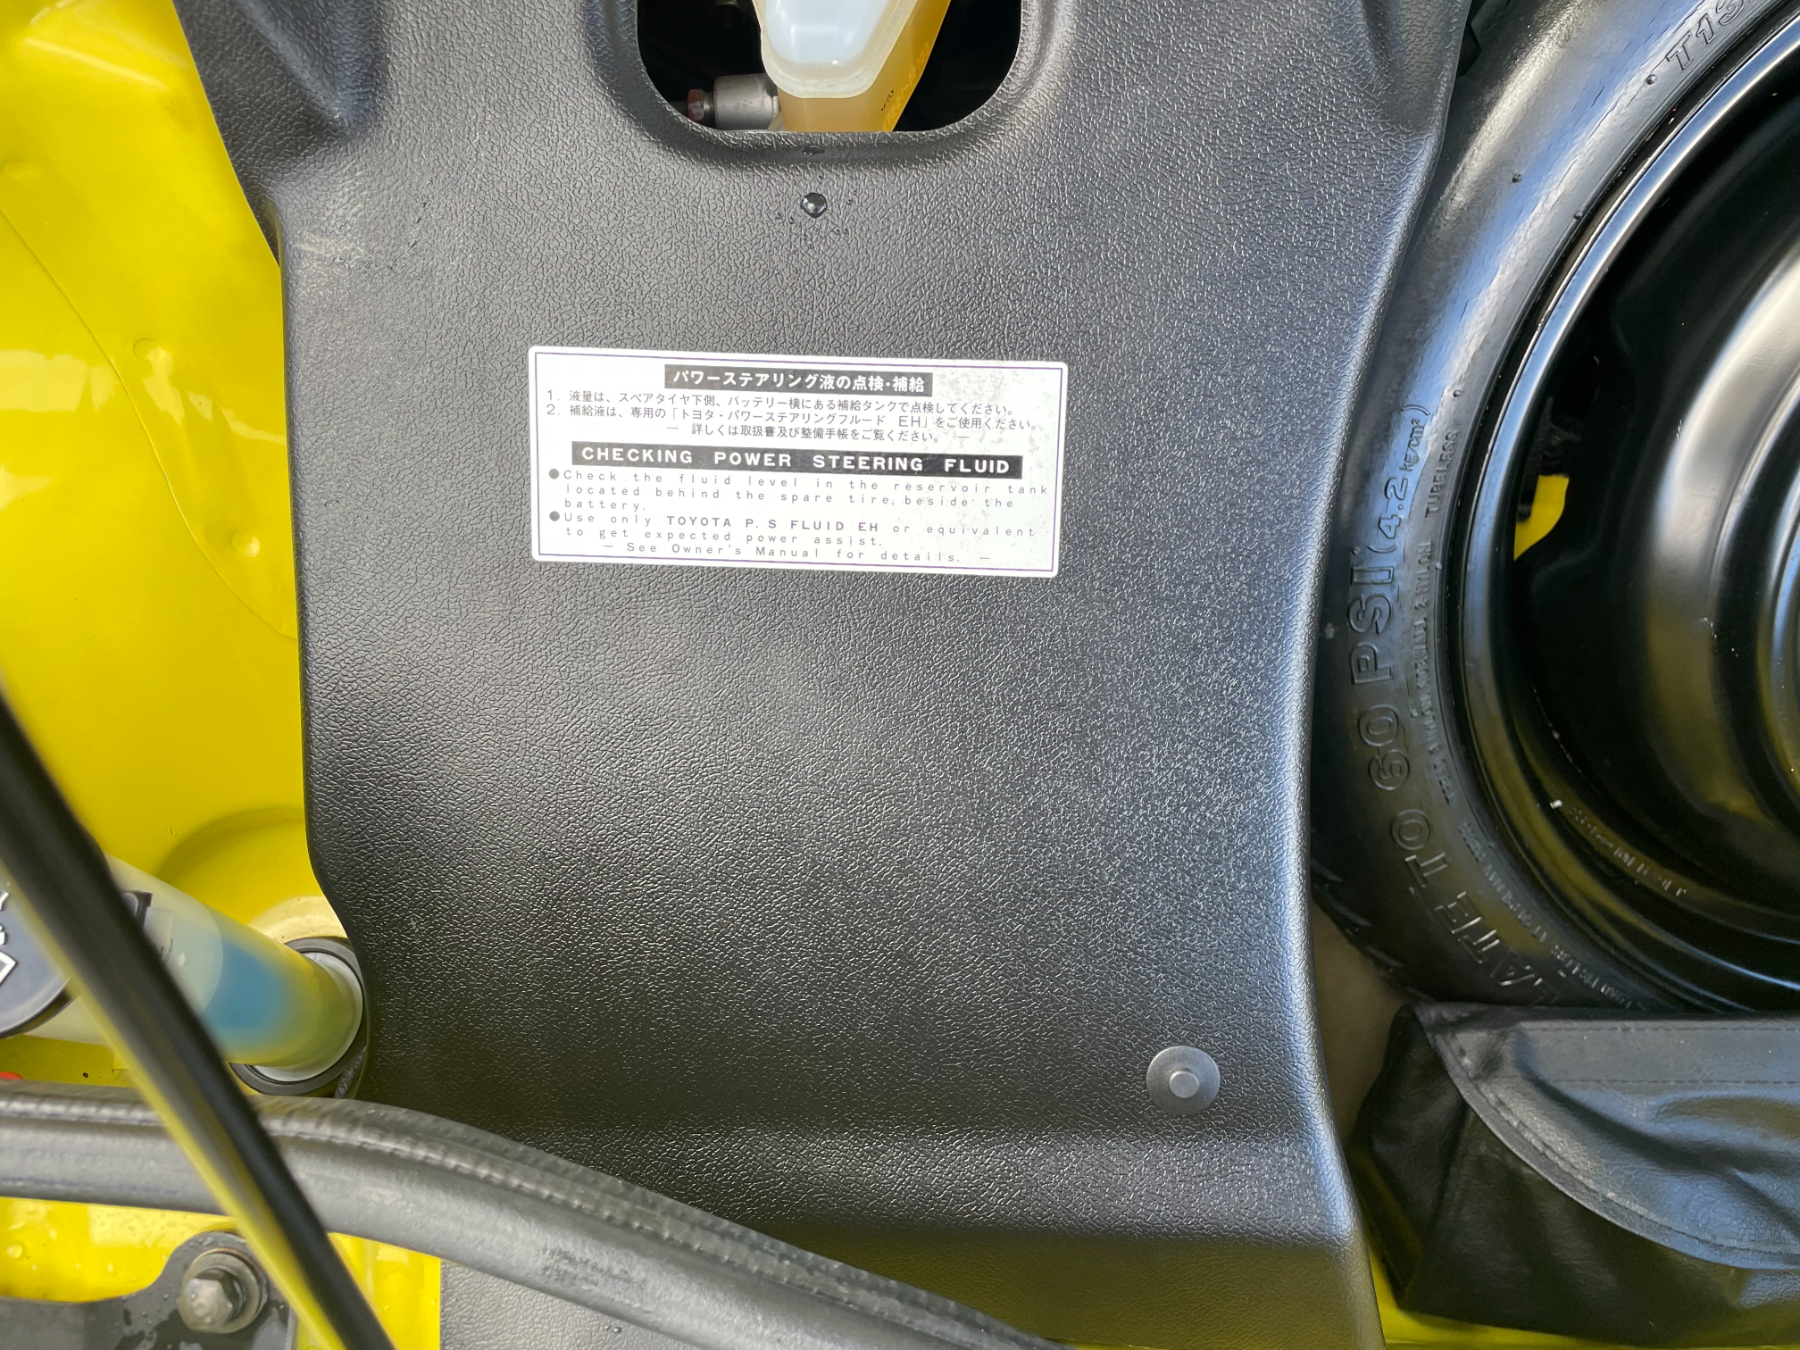 パワーステアリング液の点検・補給
1. 液量は、スペアタイヤ下側、バッテリー横にある補給タンクで点検してください。
2. 補給液は、専用の「トヨタ・パワーステアリングフルード EH」をご使用ください。
— 詳しくは取扱書及び整備手帳をご覧ください。 —
CHECKING POWER STEERING FLUID
●Check the fluid level in the reservoir tank
located behind the spare tire, beside the
battery.
●Use only TOYOTA P. S FLUID EH or equivalent
to get expected power assist.
— See Owner's Manual for details. —
60 PSI (4.2 kg/cm²)
TUBELESS